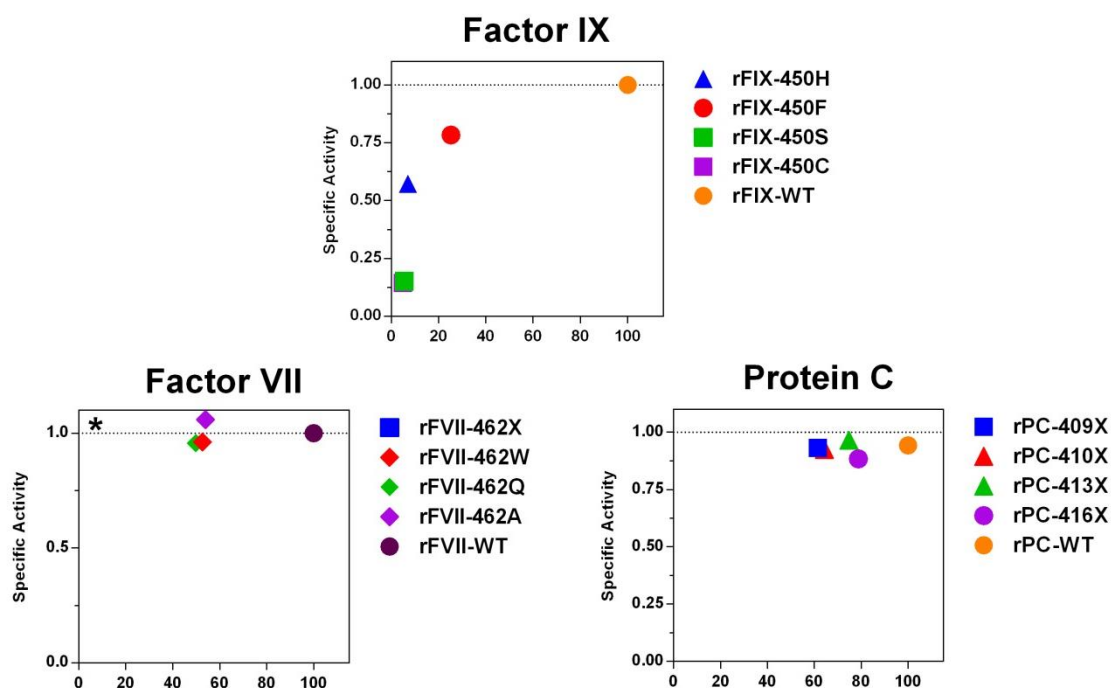 Factor IX
Specific Activity
1.00
0.75
0.50
0.25
0.00
0 20 40 60 80 100
rFIX-450H
rFIX-450F
rFIX-450S
rFIX-450C
rFIX-WT
Factor VII
Specific Activity
1.0
0.5
0.0
*
0 20 40 60 80 100
rFVII-462X
rFVII-462W
rFVII-462Q
rFVII-462A
rFVII-WT
Protein C
Specific Activity
1.00
0.75
0.50
0.25
0.00
0 20 40 60 80 100
rPC-409X
rPC-410X
rPC-413X
rPC-416X
rPC-WT